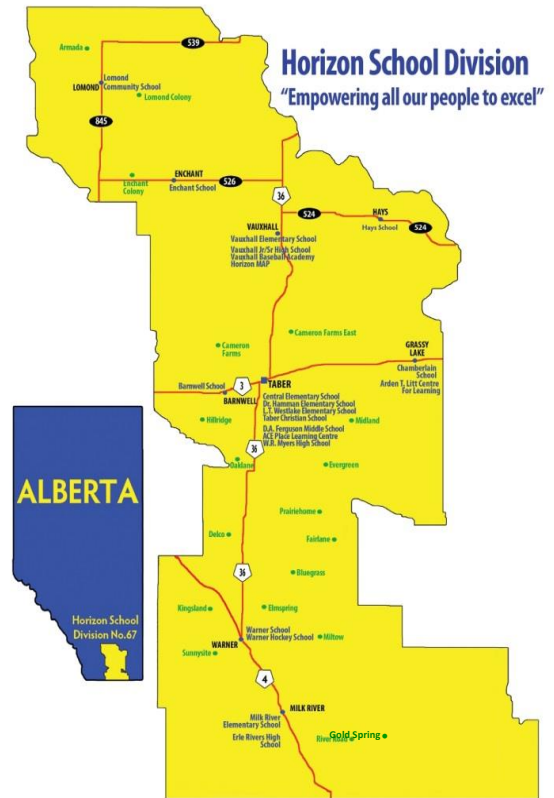 Horizon School Division
“Empowering all our people to excel”
539
Armada
Lomond
LOMOND Community School
Lomond Colony
845
ENCHANT
Enchant School
Enchant
Colony
526
36
524
HAYS
Hays School
524
VAUXHALL
Vauxhall Elementary School
Vauxhall Jr/Sr High School
Vauxhall Baseball Academy
Horizon MAP
Cameron Farms East
Cameron
Farms
GRASSY
LAKE
Chamberlain
School
Arden T. Litt Centre
For Learning
Barnwell School
3
TABER
BARNWELL
Central Elementary School
Dr. Hamman Elementary School
L.T. Westlake Elementary School
Taber Christian School
D.A. Ferguson Middle School
ACE Place Learning Centre
W.R. Myers High School
Hillridge
Midland
36
Oaklane
Evergreen
ALBERTA
Horizon School
Division No.67
Prairiehome
Delco
Fairlane
36
Bluegrass
Kingsland
Elmspring
Warner School
Warner Hockey School
WARNER
Miltow
Sunnysite
4
MILK RIVER
Milk River
Elementary School
Erle Rivers High
School
River Road
Gold Spring